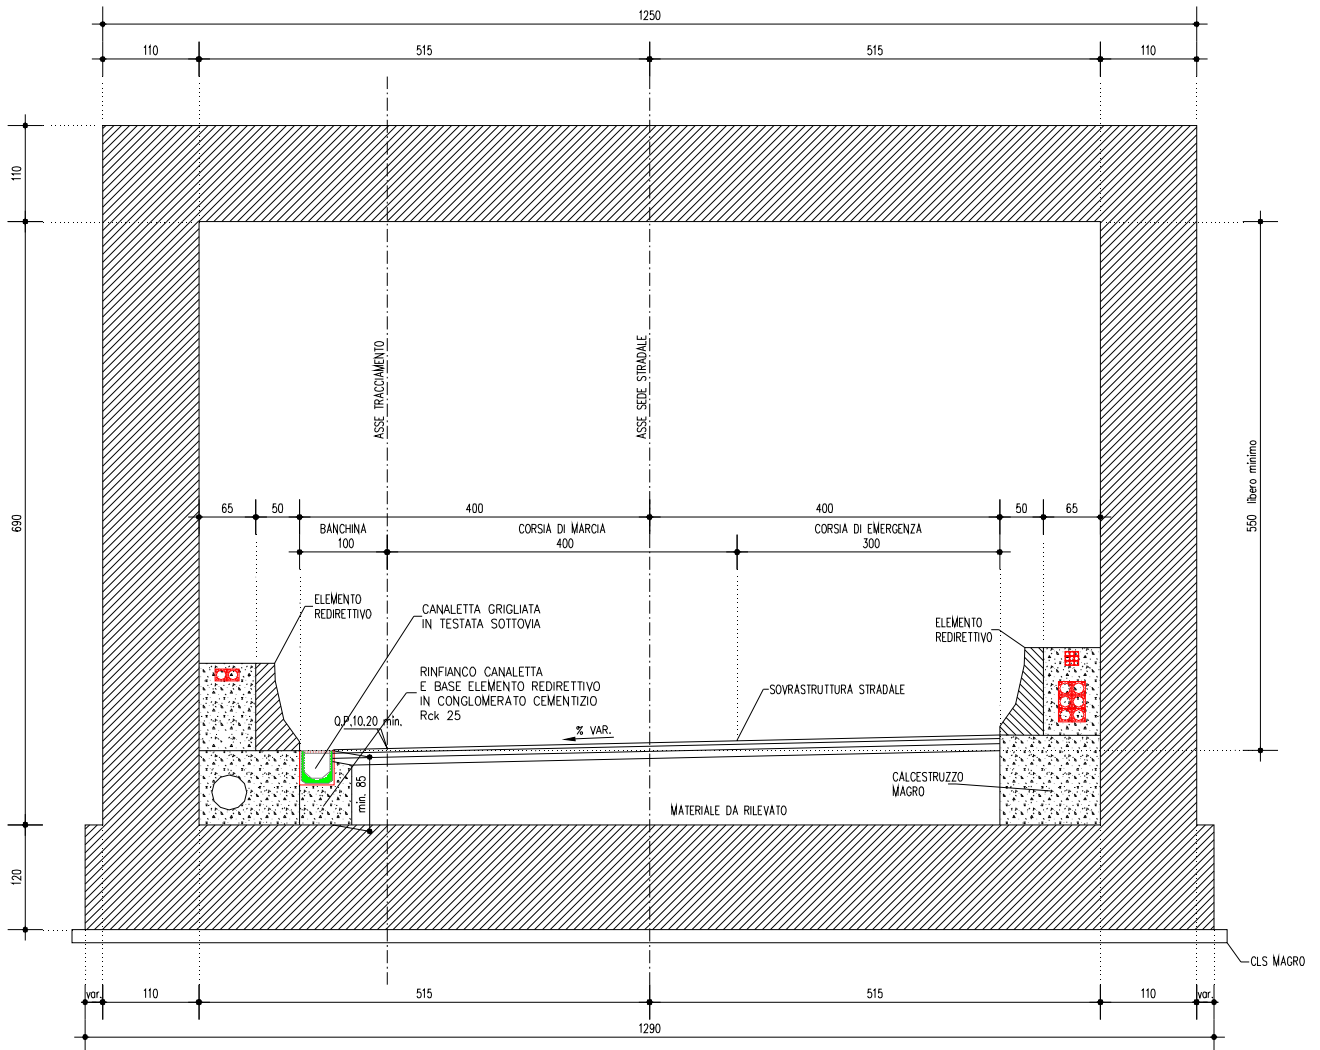 1250
110
515
515
110
110
690
120
550 libero minimo
ASSE TRACCIAMENTO
ASSE SEDE STRADALE
65
50
400
400
50
65
BANCHINA
CORSIA DI MARCIA
CORSIA DI EMERGENZA
100
400
300
ELEMENTO
REDIRETTIVO
CANALETTA GRIGLIATA
IN TESTATA SOTTOVIA
ELEMENTO
REDIRETTIVO
RINFIANCO CANALETTA
E BASE ELEMENTO REDIRETTIVO
IN CONGLOMERATO CEMENTIZIO
Rck 25
SOVRASTRUTTURA STRADALE
Q.P.10.20 min.
% VAR.
min. 85
CALCESTRUZZO
MAGRO
MATERIALE DA RILEVATO
CLS MAGRO
var.
110
515
515
110
var.
1290